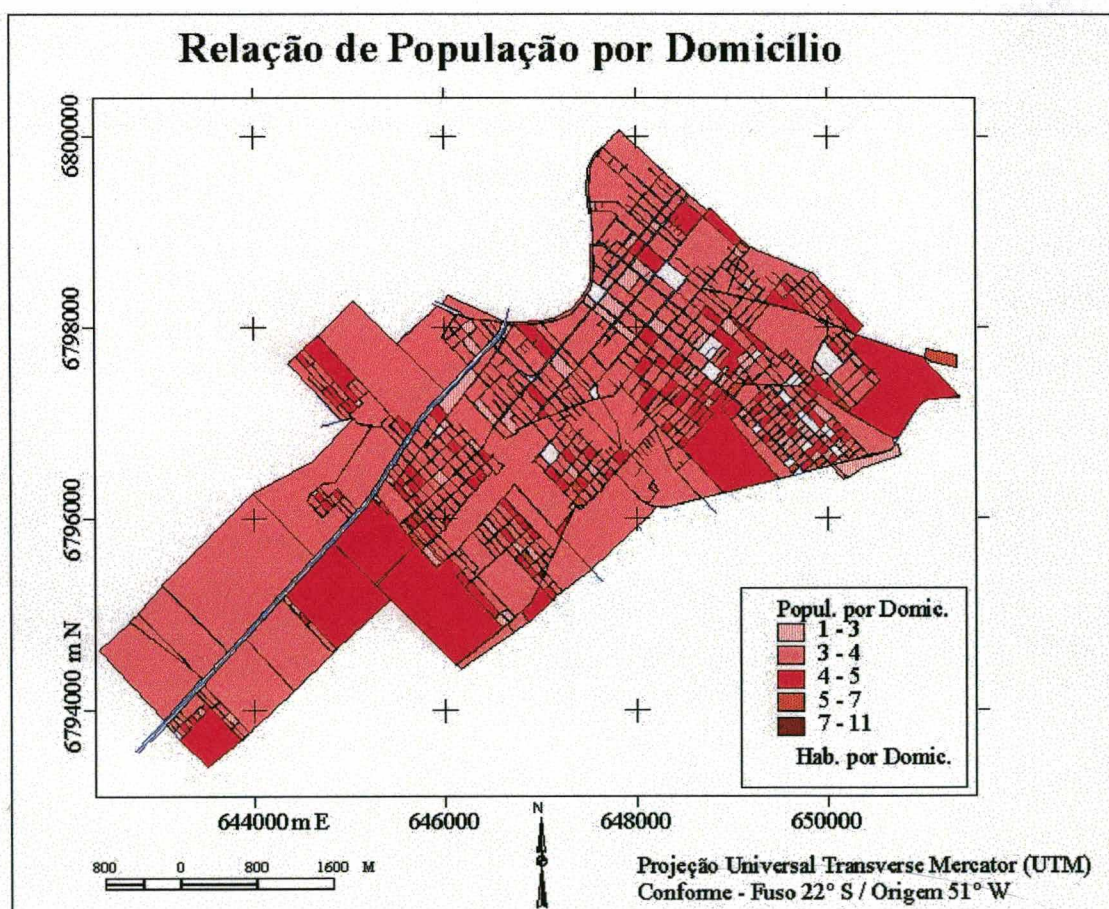 Relação de População por Domicílio
6800000
6798000
6796000
6794000 m N
Popul. por Domic.
1 - 3
3 - 4
4 - 5
5 - 7
7 - 11
Hab. por Domic.
644000 m E
646000
648000
650000
N
800
0
800
1600 M
Projeção Universal Transverse Mercator (UTM)
Conforme - Fuso 22° S / Origem 51° W